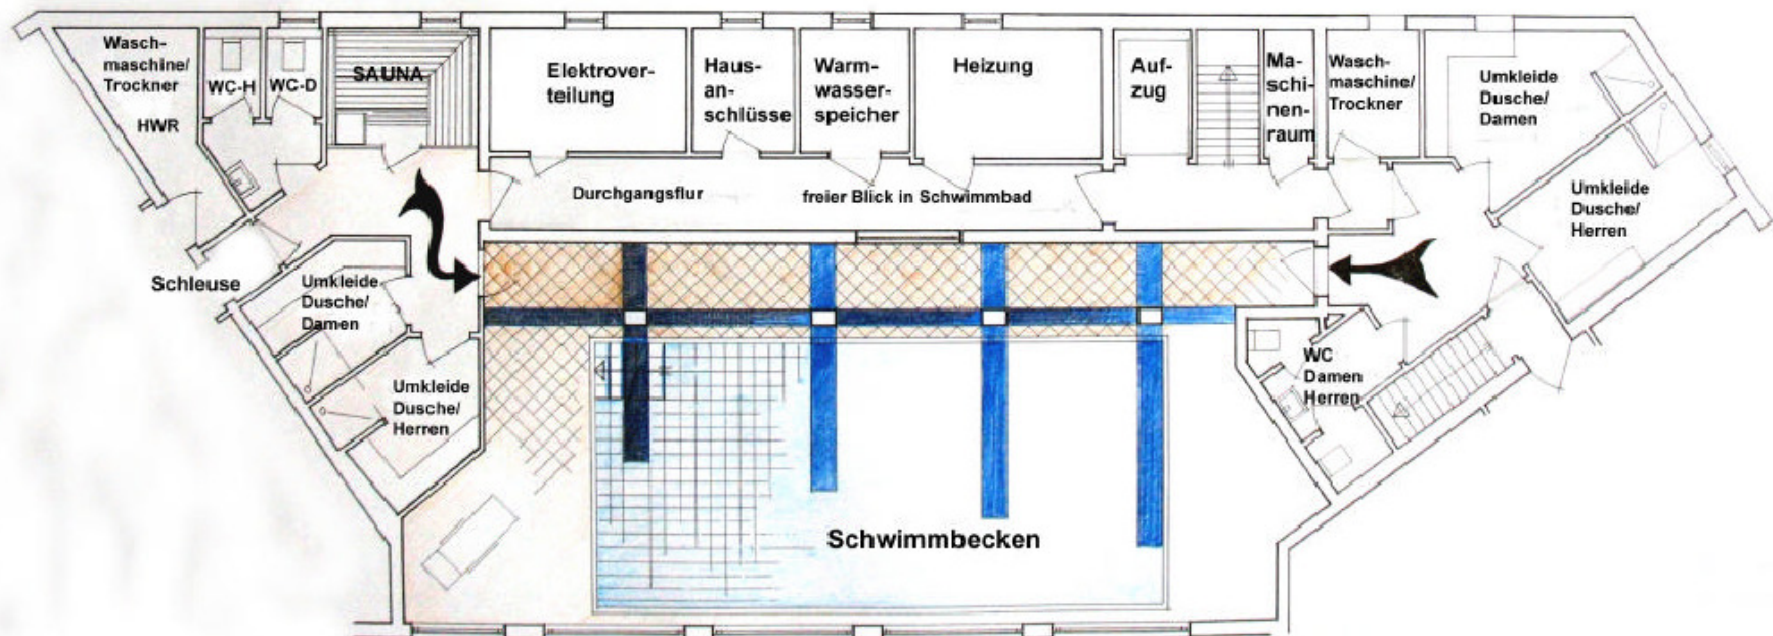 Wasch-
maschine/
Trockner
HWR
WC-H
WC-D
SAUNA
Elektrover-
teilung
Haus-
an-
schlüsse
Warm-
wasser-
speicher
Heizung
Auf-
zug
Ma-
schi-
nen-
raum
Wasch-
maschine/
Trockner
Umkleide
Dusche/
Damen
Umkleide
Dusche/
Herren
Durchgangsflur
freier Blick in Schwimmbad
Schleuse
Umkleide
Dusche/
Damen
Umkleide
Dusche/
Herren
WC
Damen
Herren
Schwimmbecken